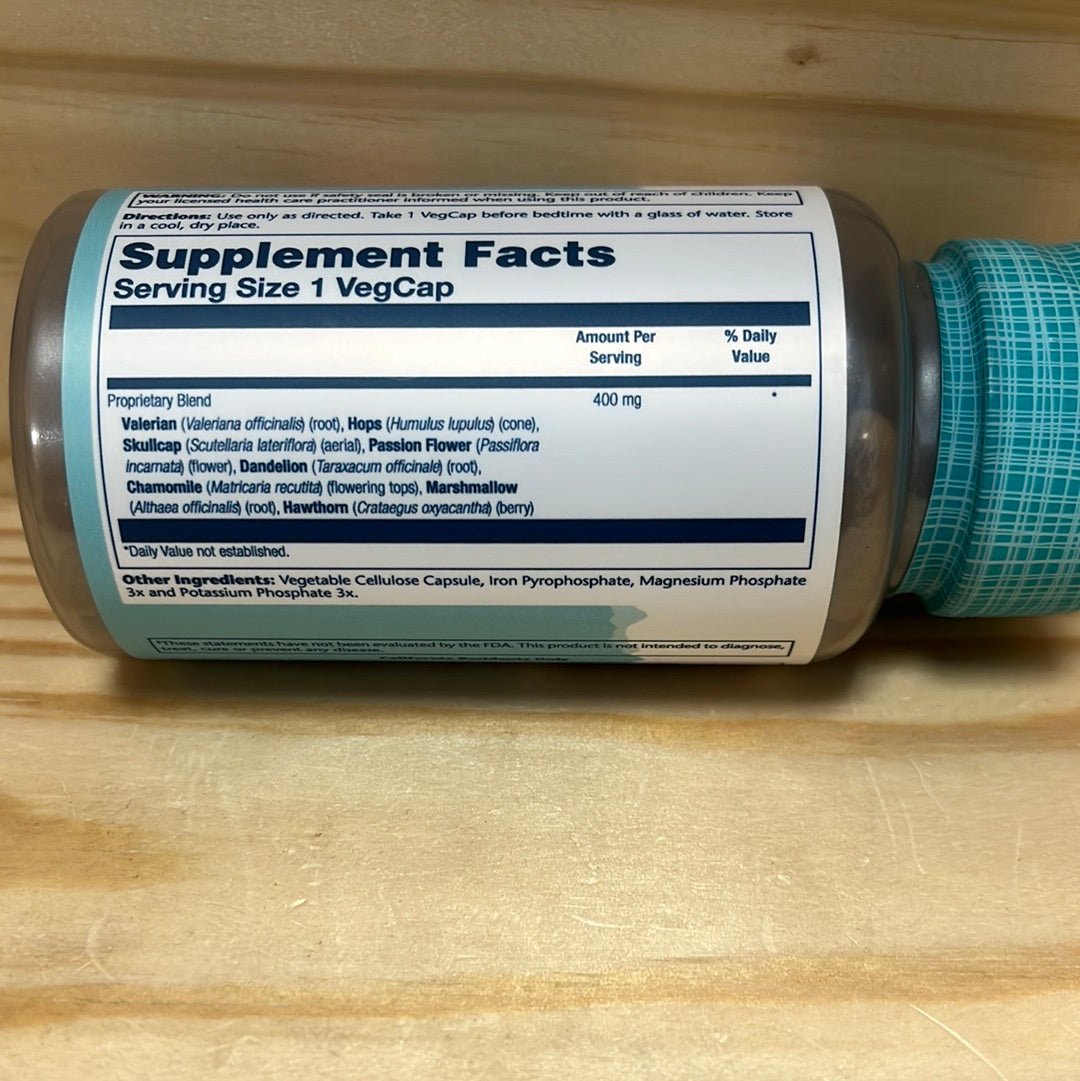 WARNING: Do not use if safety seal is broken or missing. Keep out of reach of children. Keep
your licensed health care practitioner informed when using this product.
Directions: Use only as directed. Take 1 VegCap before bedtime with a glass of water. Store
in a cool, dry place.
Supplement Facts
Serving Size 1 VegCap
Amount Per Serving % Daily Value
Proprietary Blend 400 mg *
Valerian (Valeriana officinalis) (root), Hops (Humulus lupulus) (cone),
Skullcap (Scutellaria lateriflora) (aerial), Passion Flower (Passiflora
incarnata) (flower), Dandelion (Taraxacum officinale) (root),
Chamomile (Matricaria recutita) (flowering tops), Marshmallow
(Althaea officinalis) (root), Hawthorn (Crataegus oxyacantha) (berry)
*Daily Value not established.
Other Ingredients: Vegetable Cellulose Capsule, Iron Pyrophosphate, Magnesium Phosphate
3x and Potassium Phosphate 3x.
*These statements have not been evaluated by the FDA. This product is not intended to diagnose,
treat, cure or prevent any disease.
California Residents Only